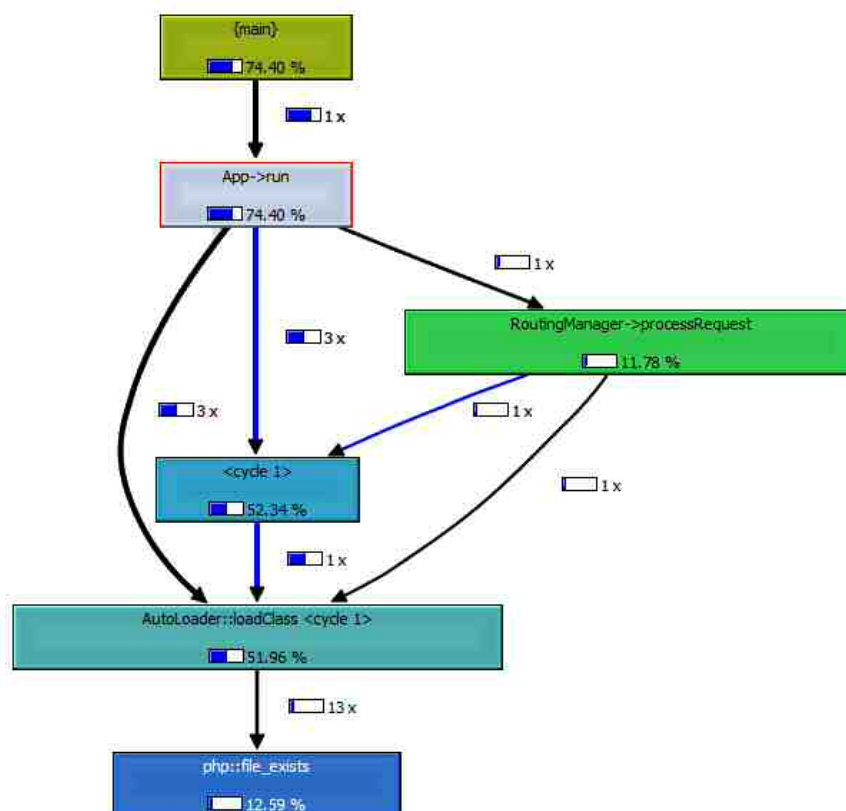 {main}
74.40 %
1 x
App->run
74.40 %
1 x
RoutingManager->processRequest
11.78 %
3 x
3 x
1 x
<cycle 1>
52.34 %
1 x
1 x
AutoLoader::loadClass <cycle 1>
51.96 %
13 x
php::file_exists
12.59 %